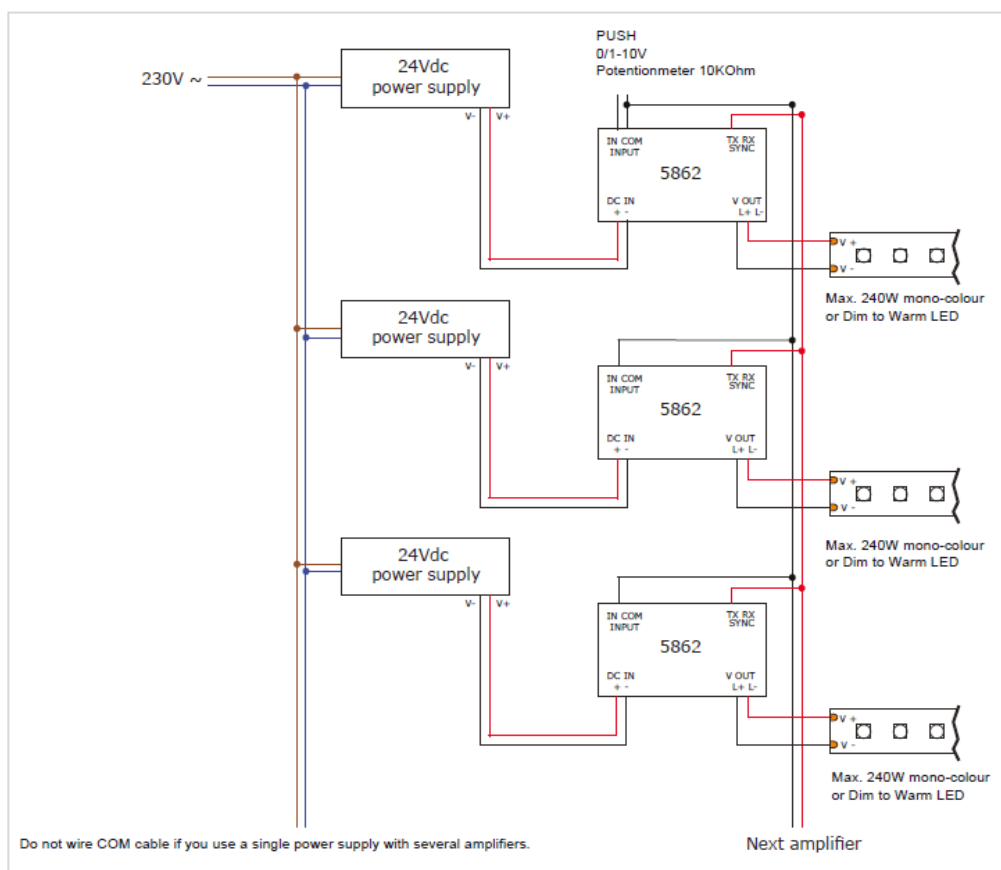 PUSH
0/1-10V
Potentionmeter 10KOhm
230V ~
24Vdc
power supply
V- V+
IN COM
INPUT
TX RX
SYNC
5862
DC IN
+ -
V OUT
L+ L-
V +
V -
Max. 240W mono-colour
or Dim to Warm LED
24Vdc
power supply
V- V+
IN COM
INPUT
TX RX
SYNC
5862
DC IN
+ -
V OUT
L+ L-
V +
V -
Max. 240W mono-colour
or Dim to Warm LED
24Vdc
power supply
V- V+
IN COM
INPUT
TX RX
SYNC
5862
DC IN
+ -
V OUT
L+ L-
V +
V -
Max. 240W mono-colour
or Dim to Warm LED
Do not wire COM cable if you use a single power supply with several amplifiers.
Next amplifier